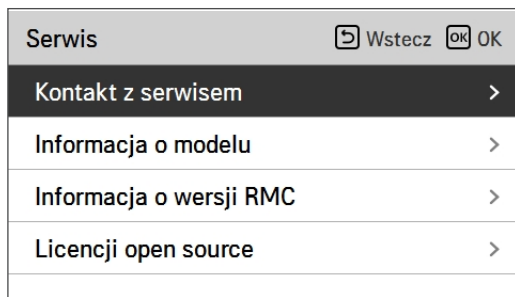 Serwis Wstecz OK OK
Kontakt z serwisem >
Informacja o modelu >
Informacja o wersji RMC >
Licencji open source >